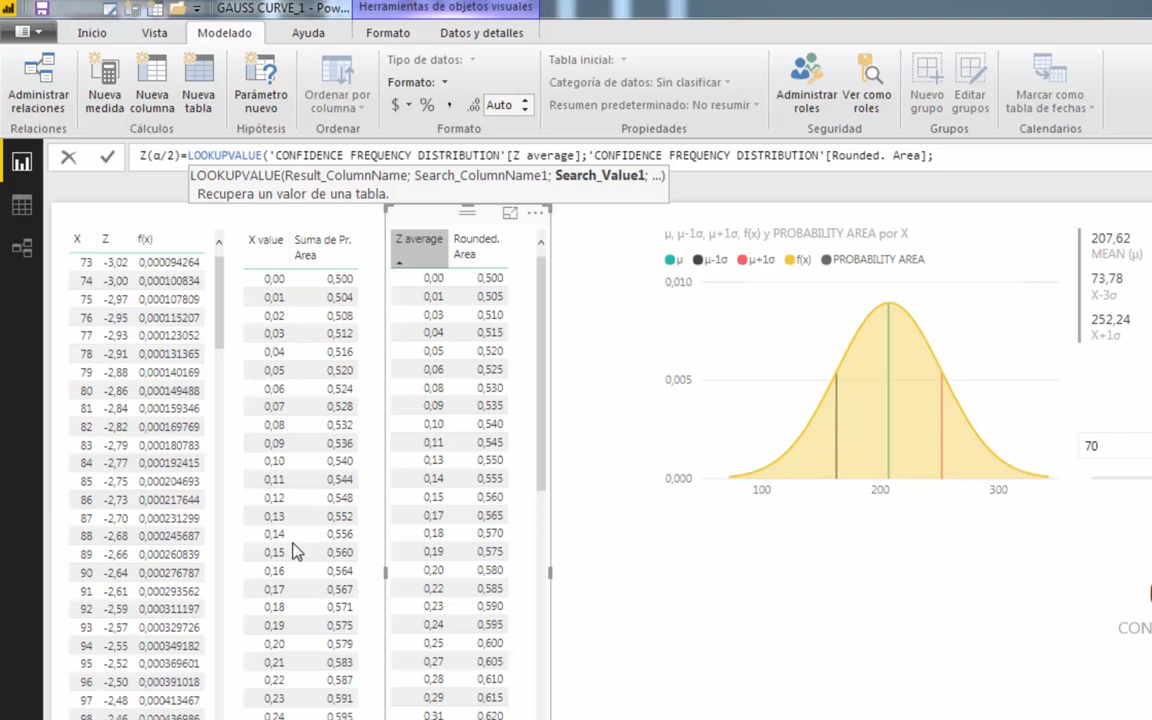 GAUSS CURVE_1 - Pow...
Herramientas de objetos visuales
Inicio
Vista
Modelado
Ayuda
Formato
Datos y detalles
Administrar relaciones
Nueva medida
Nueva columna
Nueva tabla
Parámetro nuevo
Ordenar por columna
Tipo de datos:
Formato:
$ % , .00 Auto
Tabla inicial:
Categoría de datos: Sin clasificar
Resumen predeterminado: No resumir
Administrar roles
Ver como roles
Nuevo grupo
Editar grupos
Marcar como tabla de fechas
Relaciones
Cálculos
Hipótesis
Ordenar
Formato
Propiedades
Seguridad
Grupos
Calendarios
Z(α/2)=LOOKUPVALUE('CONFIDENCE FREQUENCY DISTRIBUTION'[Z average];'CONFIDENCE FREQUENCY DISTRIBUTION'[Rounded. Area];
LOOKUPVALUE(Result_ColumnName; Search_ColumnName1; Search_Value1; ...)
Recupera un valor de una tabla.
X Z f(x)
73 -3,02 0,000094264
74 -3,00 0,000100834
75 -2,97 0,000107809
76 -2,95 0,000115207
77 -2,93 0,000123052
78 -2,91 0,000131365
79 -2,88 0,000140169
80 -2,86 0,000149488
81 -2,84 0,000159346
82 -2,82 0,000169769
83 -2,79 0,000180783
84 -2,77 0,000192415
85 -2,75 0,000204693
86 -2,73 0,000217644
87 -2,70 0,000231299
88 -2,68 0,000245687
89 -2,66 0,000260839
90 -2,64 0,000276787
91 -2,61 0,000293562
92 -2,59 0,000311197
93 -2,57 0,000329726
94 -2,55 0,000349182
95 -2,52 0,000369601
96 -2,50 0,000391018
97 -2,48 0,000413467
98 -2,46 0,000436986
X value Suma de Pr. Area
0,00 0,500
0,01 0,504
0,02 0,508
0,03 0,512
0,04 0,516
0,05 0,520
0,06 0,524
0,07 0,528
0,08 0,532
0,09 0,536
0,10 0,540
0,11 0,544
0,12 0,548
0,13 0,552
0,14 0,556
0,15 0,560
0,16 0,564
0,17 0,567
0,18 0,571
0,19 0,575
0,20 0,579
0,21 0,583
0,22 0,587
0,23 0,591
0,24 0,595
Z average Rounded. Area
0,00 0,500
0,01 0,505
0,03 0,510
0,04 0,515
0,05 0,520
0,06 0,525
0,08 0,530
0,09 0,535
0,10 0,540
0,11 0,545
0,13 0,550
0,14 0,555
0,15 0,560
0,17 0,565
0,18 0,570
0,19 0,575
0,20 0,580
0,22 0,585
0,23 0,590
0,24 0,595
0,25 0,600
0,27 0,605
0,28 0,610
0,29 0,615
0,31 0,620
μ, μ-1σ, μ+1σ, f(x) y PROBABILITY AREA por X
μ μ-1σ μ+1σ f(x) PROBABILITY AREA
0,010
0,005
0,000
100 200 300
207,62
MEAN (μ)
73,78
X-3σ
252,24
X+1σ
70
CON